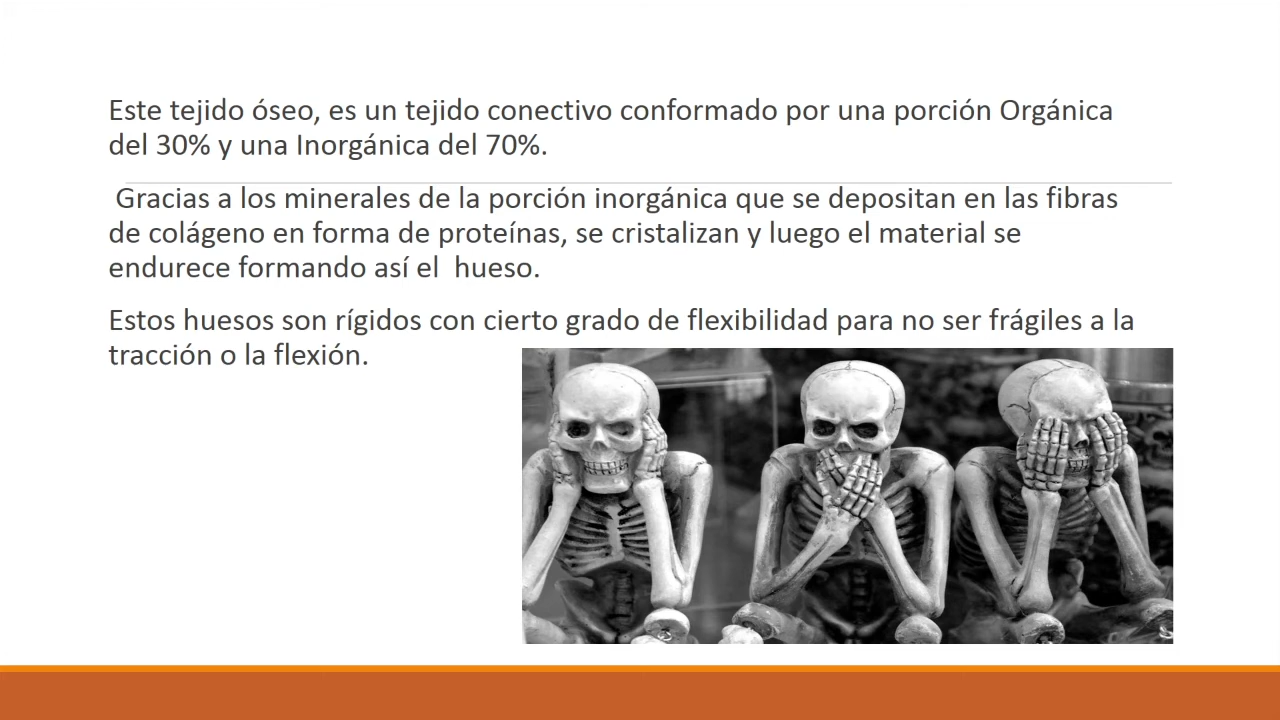 Este tejido óseo, es un tejido conectivo conformado por una porción Orgánica
del 30% y una Inorgánica del 70%.
Gracias a los minerales de la porción inorgánica que se depositan en las fibras
de colágeno en forma de proteínas, se cristalizan y luego el material se
endurece formando así el  hueso.
Estos huesos son rígidos con cierto grado de flexibilidad para no ser frágiles a la
tracción o la flexión.